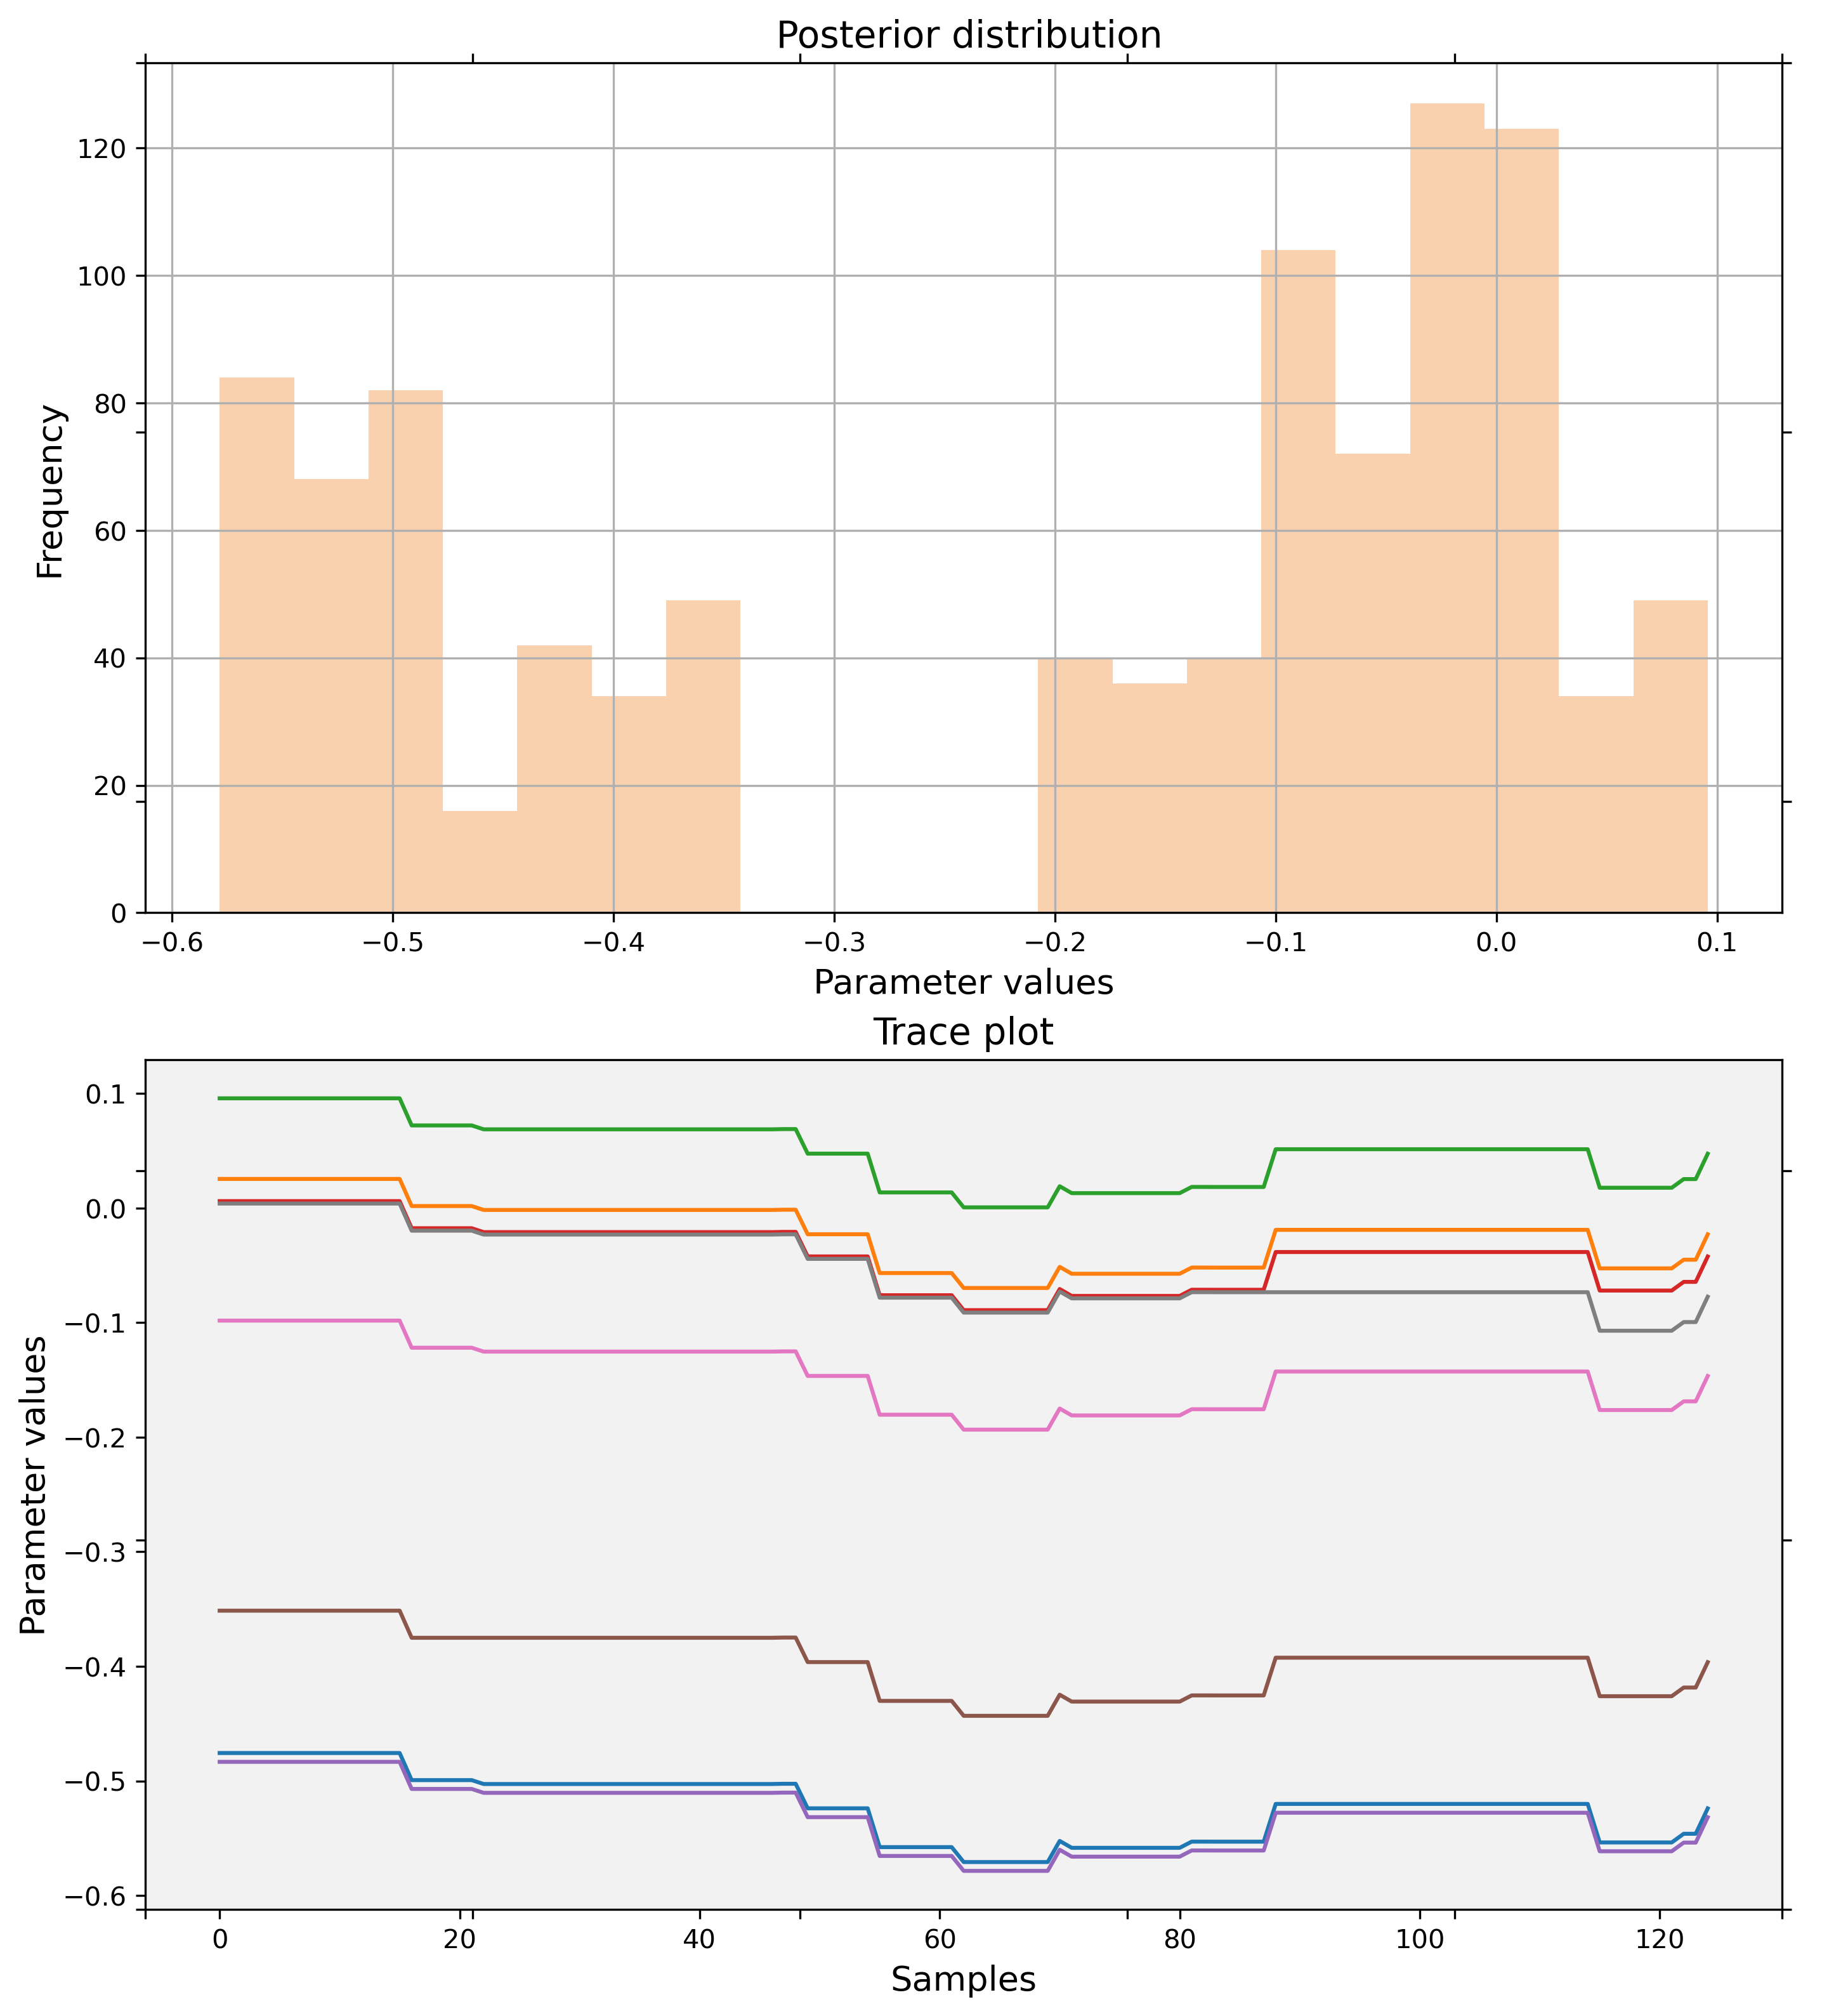 Posterior distribution
120
100
80
60
40
20
0
Frequency
−0.6 −0.5 −0.4 −0.3 −0.2 −0.1 0.0 0.1
Parameter values
Trace plot
0.1
0.0
−0.1
−0.2
−0.3
−0.4
−0.5
−0.6
Parameter values
0 20 40 60 80 100 120
Samples